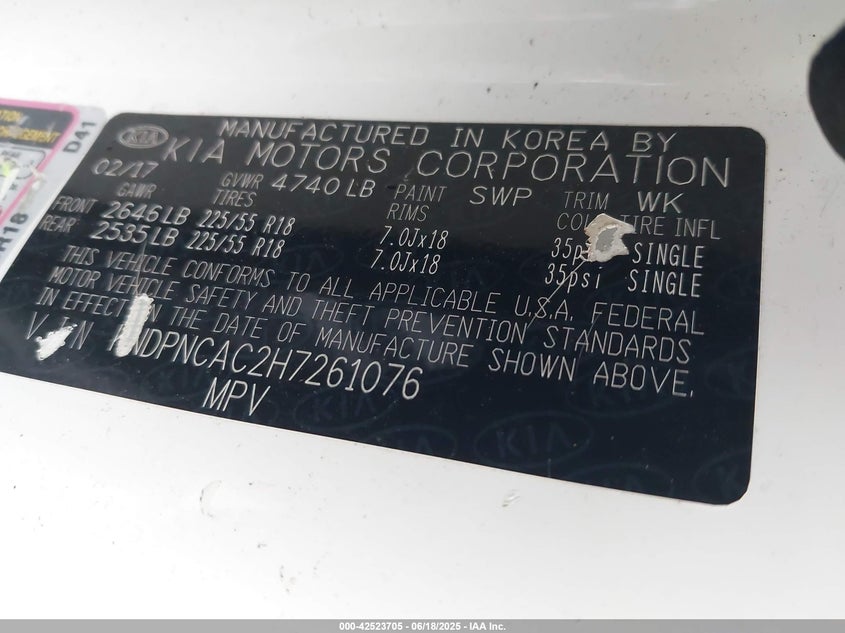 KIA
MANUFACTURED IN KOREA BY
KIA MOTORS CORPORATION
02/17 GVWR 4740 LB PAINT SWP TRIM WK
GAWR TIRES RIMS COLD TIRE INFL
FRONT 2646 LB 225/55 R18 7.0Jx18 35psi SINGLE
REAR 2535 LB 225/55 R18 7.0Jx18 35psi SINGLE
THIS VEHICLE CONFORMS TO ALL APPLICABLE U.S.A. FEDERAL
MOTOR VEHICLE SAFETY AND THEFT PREVENTION STANDARDS
IN EFFECT ON THE DATE OF MANUFACTURE SHOWN ABOVE.
V I N NDPNCAC2H7261076
MPV
D41
000-42523705 - 06/18/2025 - IAA Inc.